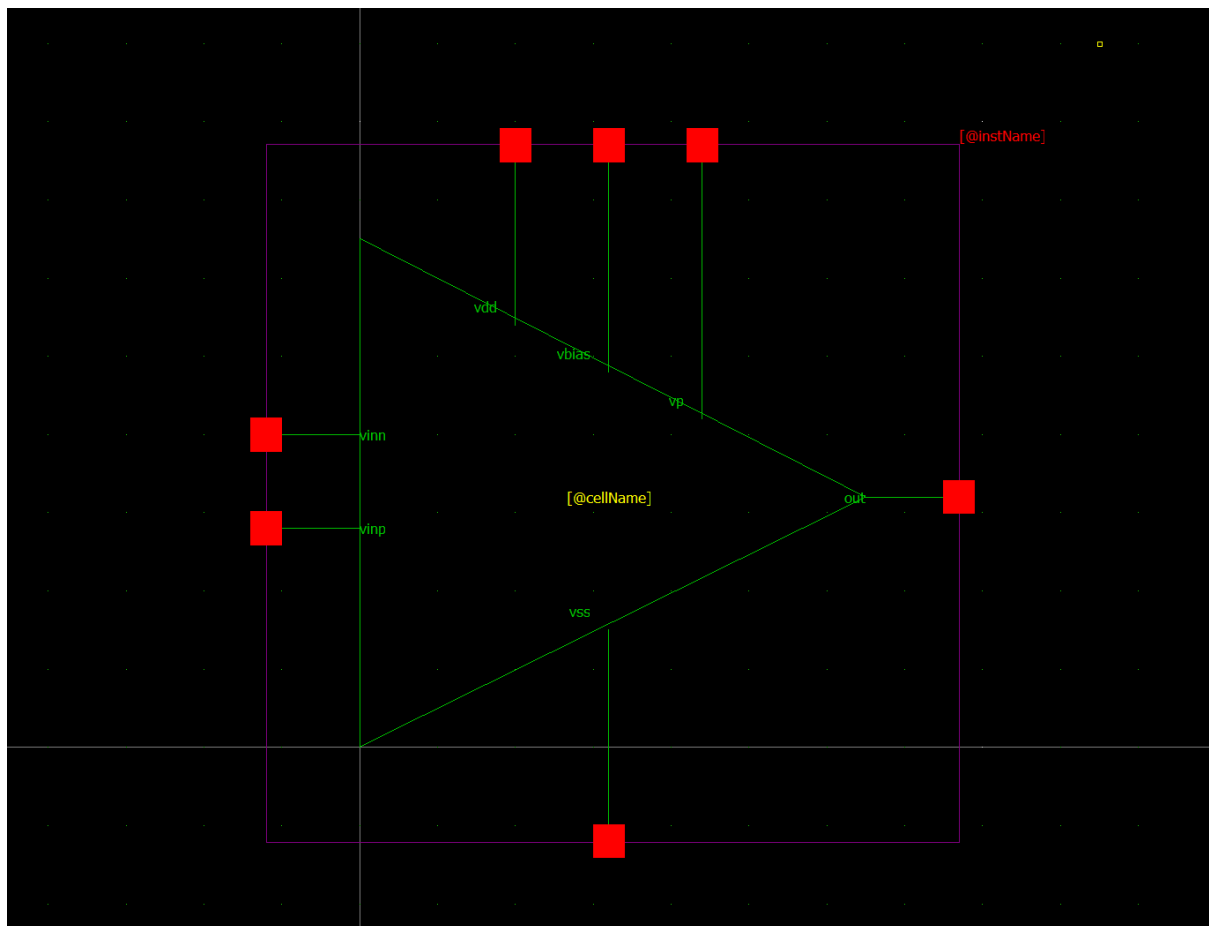 [@instName]
vdd
vbias
vp
vinn
[@cellName]
out
vinp
vss